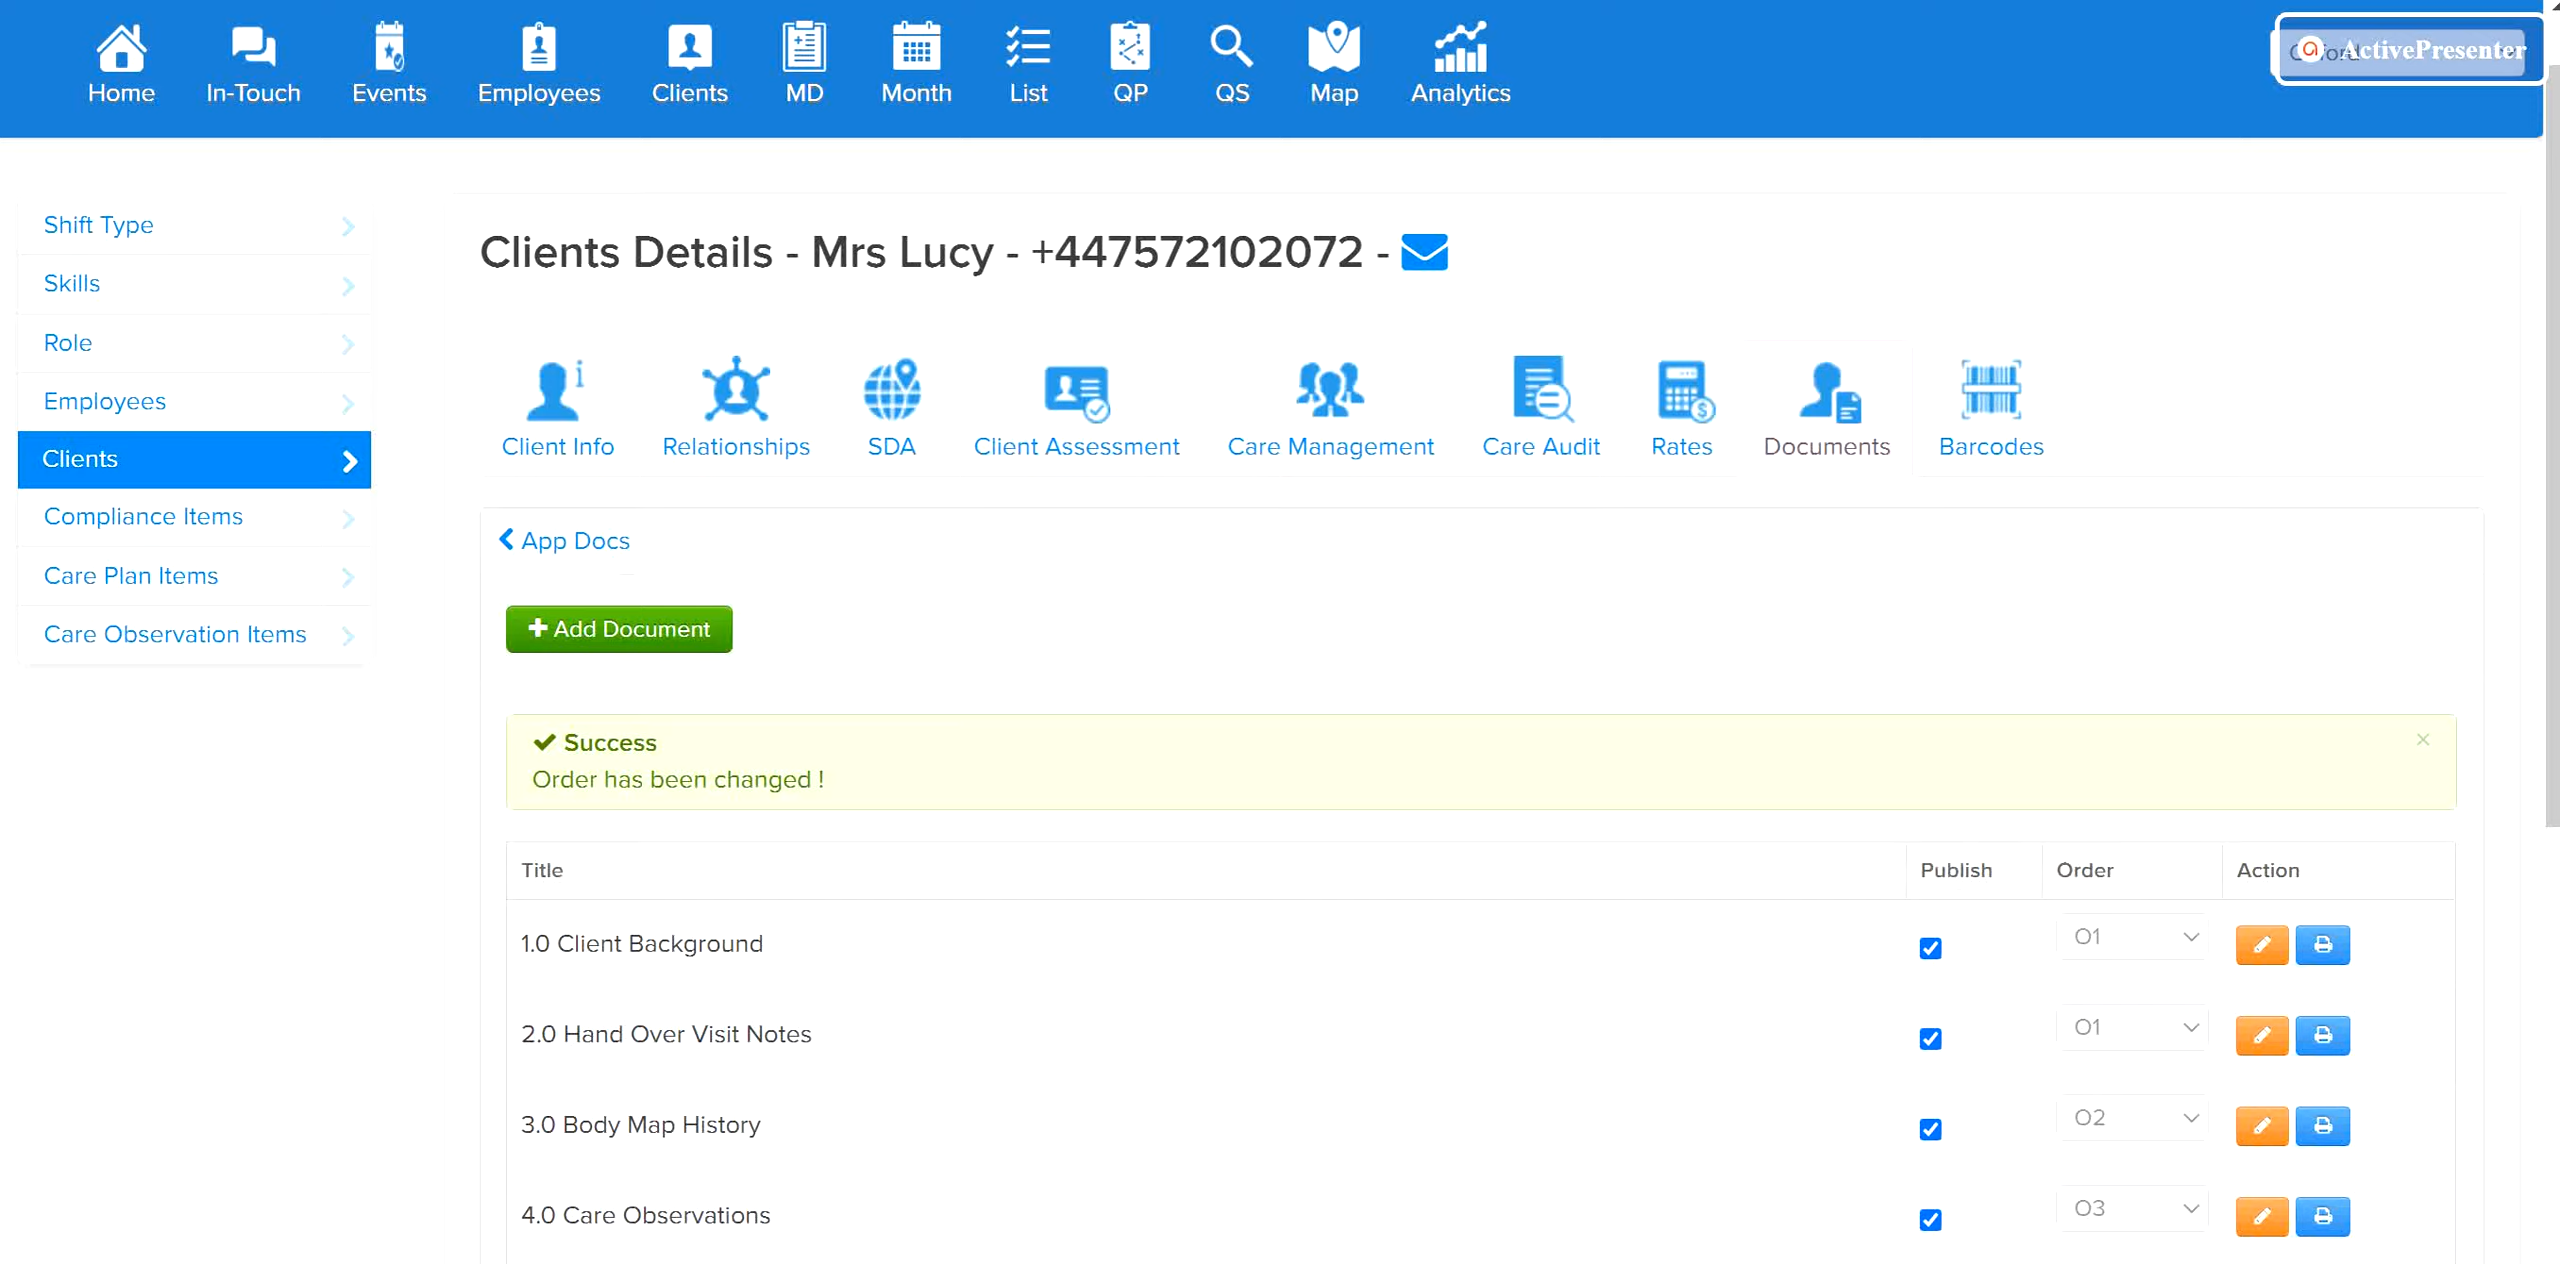 Home
In-Touch
Events
Employees
Clients
MD
Month
List
QP
QS
Map
Analytics
ActivePresenter
Shift Type
Skills
Role
Employees
Clients
Compliance Items
Care Plan Items
Care Observation Items
Clients Details - Mrs Lucy - +447572102072 -
Client Info
Relationships
SDA
Client Assessment
Care Management
Care Audit
Rates
Documents
Barcodes
App Docs
Add Document
Success
Order has been changed !
Title Publish Order Action
1.0 Client Background O1
2.0 Hand Over Visit Notes O1
3.0 Body Map History O2
4.0 Care Observations O3